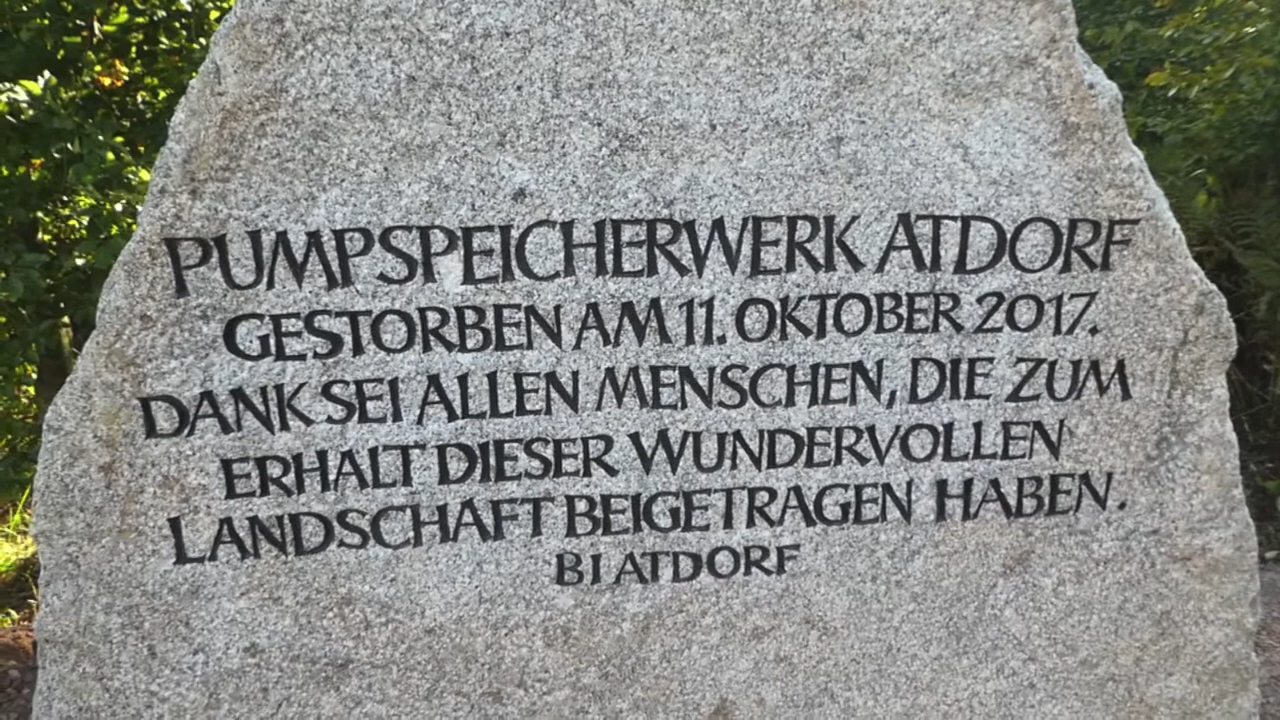 PUMPSPEICHERWERK ATDORF
GESTORBEN AM 11. OKTOBER 2017.
DANK SEI ALLEN MENSCHEN, DIE ZUM
ERHALT DIESER WUNDERVOLLEN
LANDSCHAFT BEIGETRAGEN HABEN.
BI ATDORF